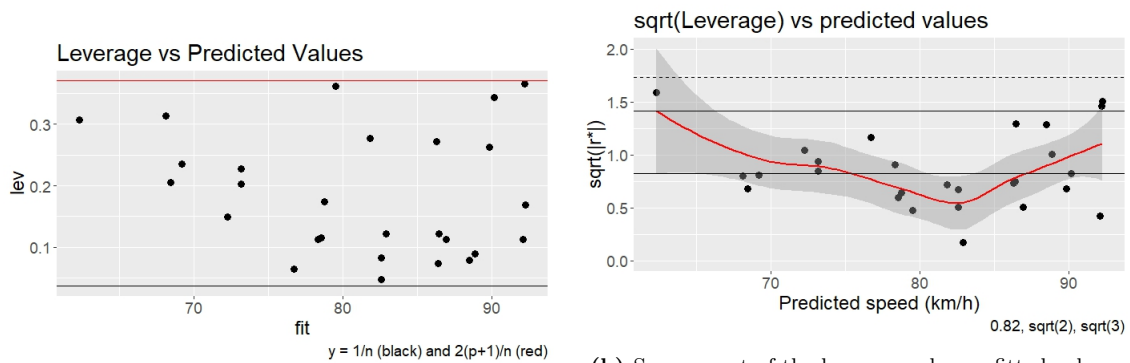 Leverage vs Predicted Values
lev
0.3
0.2
0.1
70
80
90
fit
y = 1/n (black) and 2(p+1)/n (red)
sqrt(Leverage) vs predicted values
sqrt(|r*|)
2.0
1.5
1.0
0.5
0.0
70
80
90
Predicted speed (km/h)
0.82, sqrt(2), sqrt(3)